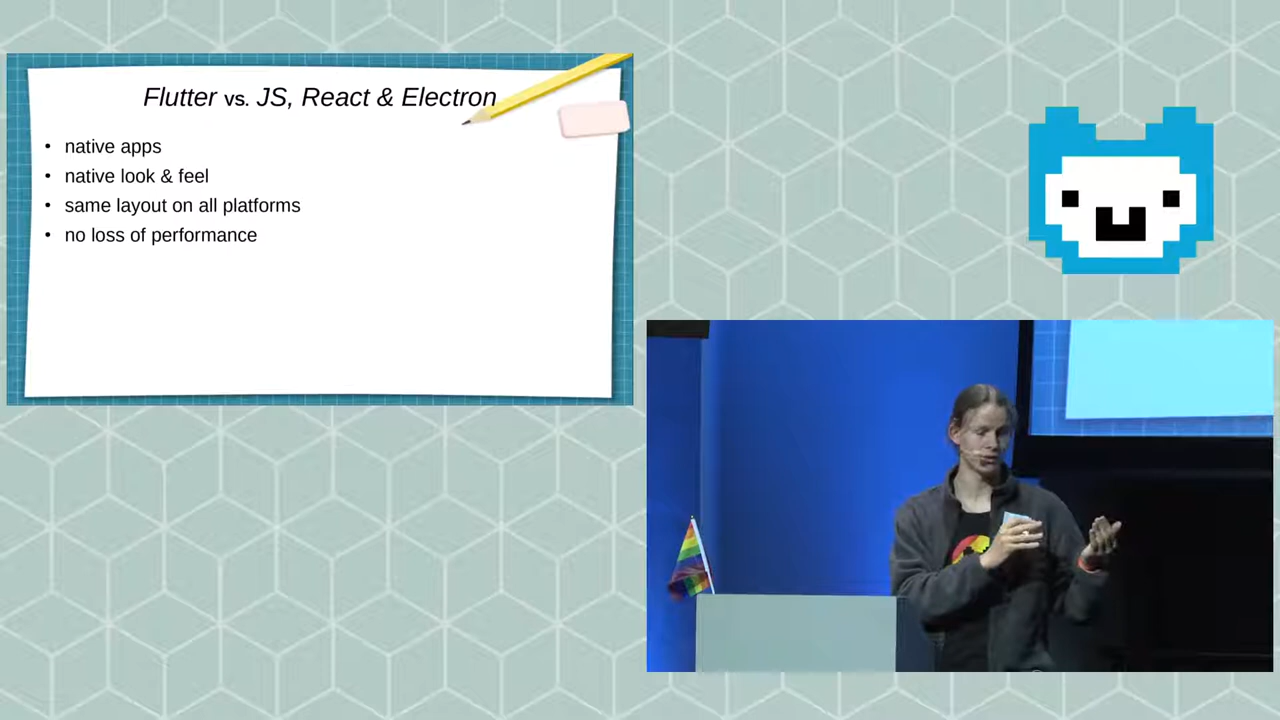 Flutter vs. JS, React & Electron
• native apps
• native look & feel
• same layout on all platforms
• no loss of performance